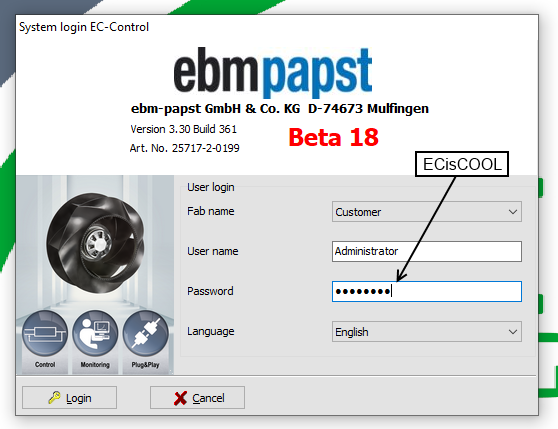 System login EC-Control
ebmpapst
ebm-papst GmbH & Co. KG D-74673 Mulfingen
Version 3.30 Build 361
Beta 18
Art. No. 25717-2-0199
ECisCOOL
User login
Fab name Customer
User name Administrator
Password ●●●●●●●●
Language English
Control Monitoring Plug&Play
Login Cancel